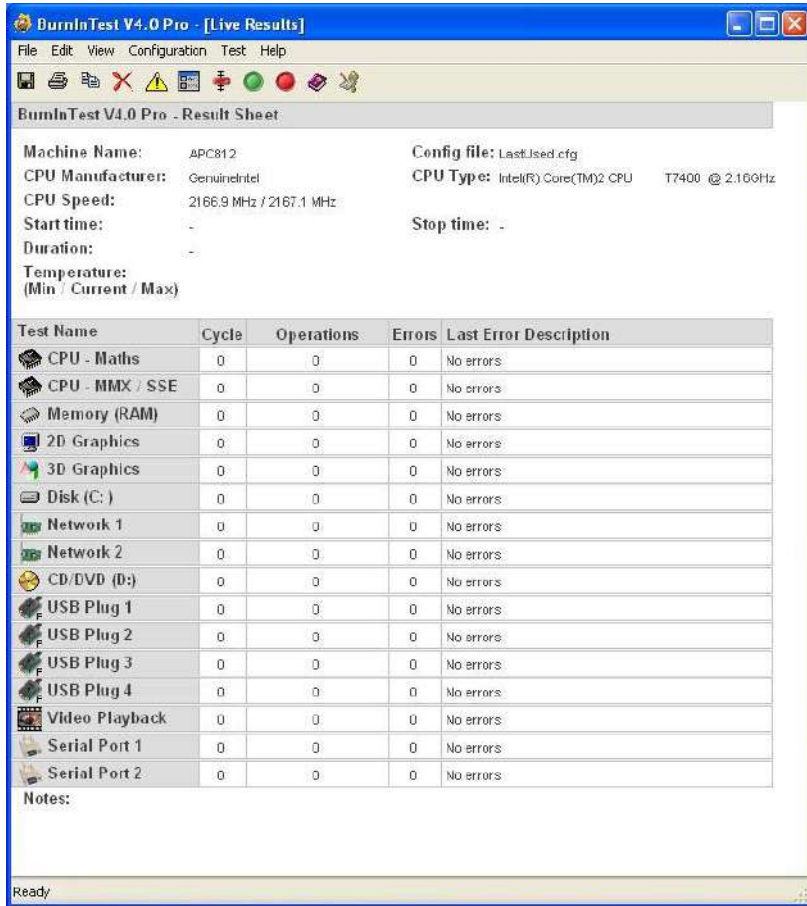 BurnInTest V4.0 Pro - [Live Results]
File Edit View Configuration Test Help
BurnInTest V4.0 Pro - Result Sheet
Machine Name: APC812 Config file: LastUsed.cfg
CPU Manufacturer: GenuineIntel CPU Type: Intel(R) Core(TM)2 CPU T7400 @ 2.16GHz
CPU Speed: 2166.9 MHz / 2167.1 MHz
Start time: - Stop time: -
Duration: -
Temperature:
(Min / Current / Max)
Test Name Cycle Operations Errors Last Error Description
CPU - Maths 0 0 0 No errors
CPU - MMX / SSE 0 0 0 No errors
Memory (RAM) 0 0 0 No errors
2D Graphics 0 0 0 No errors
3D Graphics 0 0 0 No errors
Disk (C: ) 0 0 0 No errors
Network 1 0 0 0 No errors
Network 2 0 0 0 No errors
CD/DVD (D:) 0 0 0 No errors
USB Plug 1 0 0 0 No errors
USB Plug 2 0 0 0 No errors
USB Plug 3 0 0 0 No errors
USB Plug 4 0 0 0 No errors
Video Playback 0 0 0 No errors
Serial Port 1 0 0 0 No errors
Serial Port 2 0 0 0 No errors
Notes:
Ready